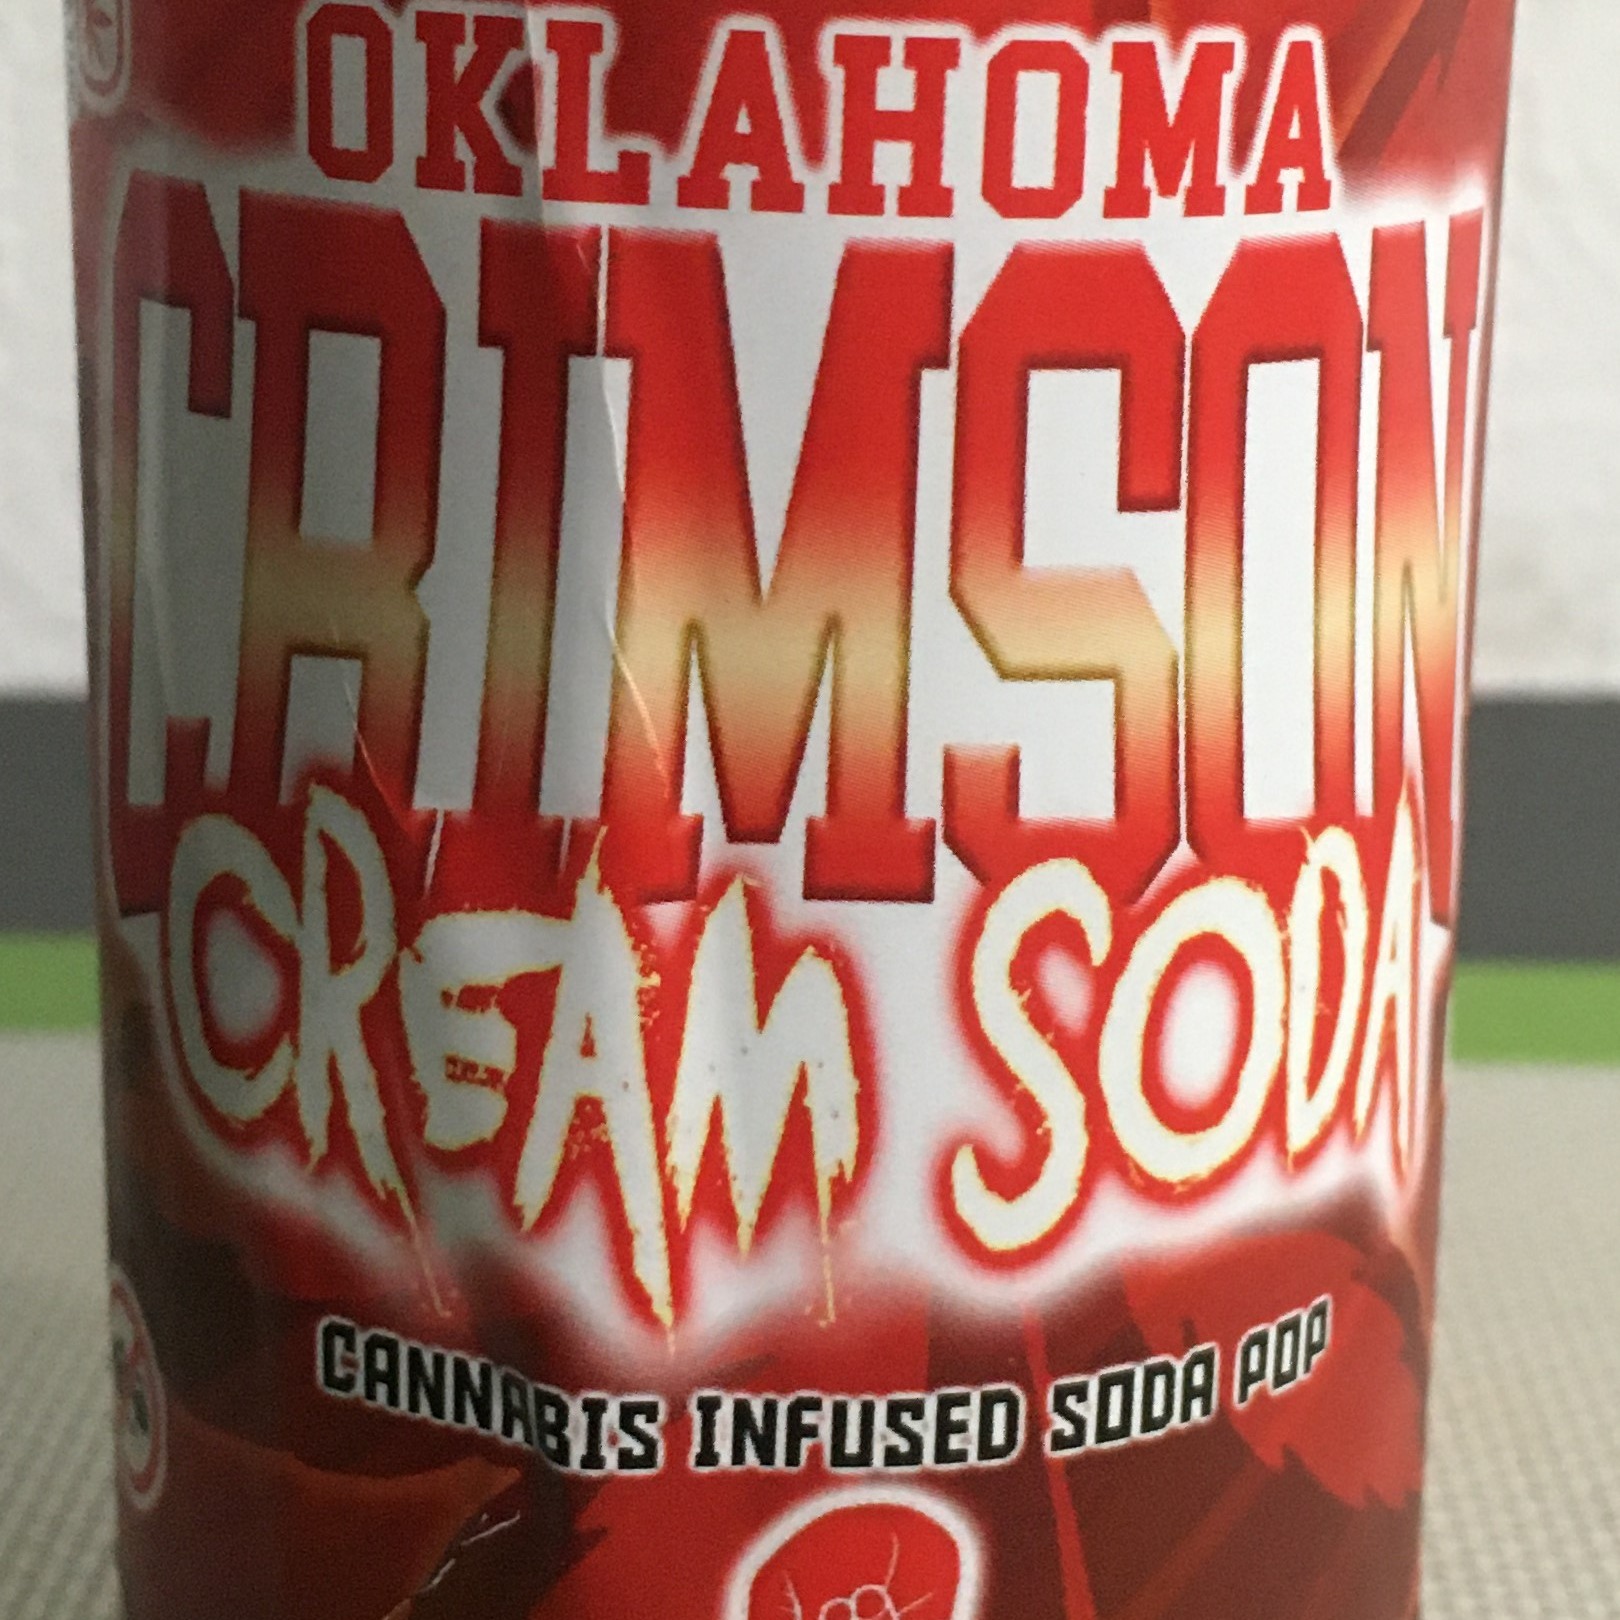 OKLAHOMA
CRIMSON
CREAM SODA
CANNABIS INFUSED SODA POP